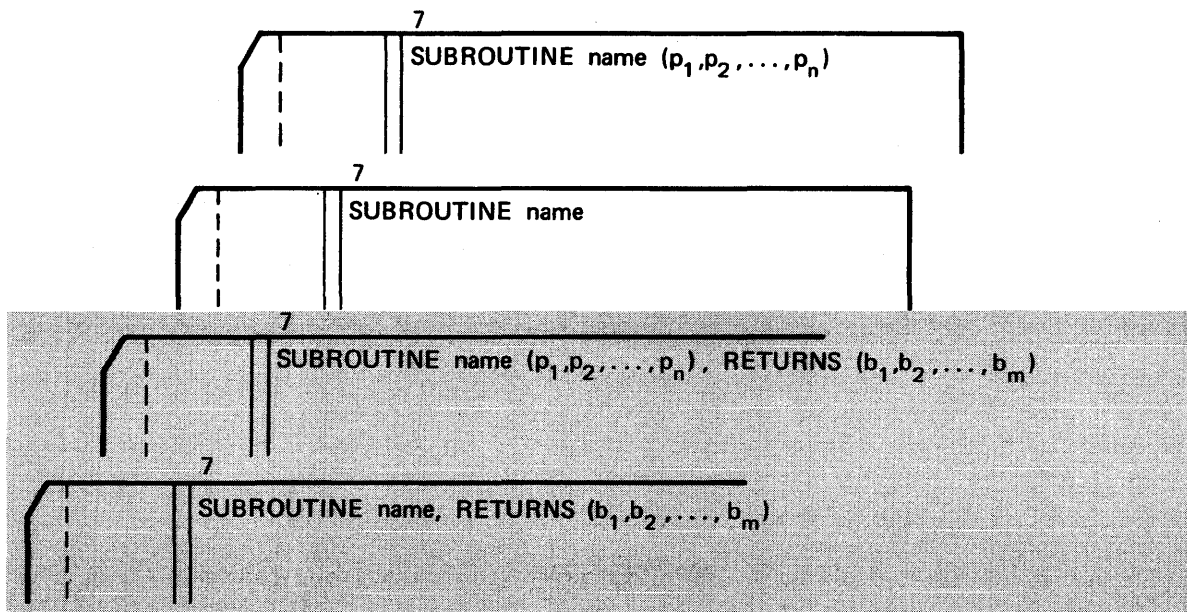 7
SUBROUTINE name (p₁,p₂,...,pₙ)
7
SUBROUTINE name
7
SUBROUTINE name (p₁,p₂,...,pₙ), RETURNS (b₁,b₂,...,bₘ)
7
SUBROUTINE name, RETURNS (b₁,b₂,..., bₘ)